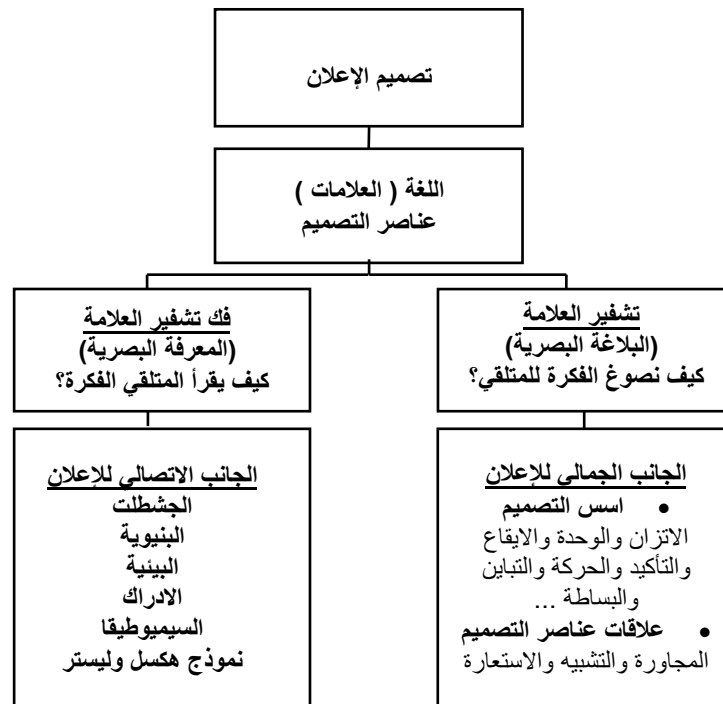 تصميم الإعلان
اللغة ( العلامات )
عناصر التصميم
تشفير العلامة
(البلاغة البصرية)
كيف نصوغ الفكرة للمتلقي؟
فك تشفير العلامة
(المعرفة البصرية)
كيف يقرأ المتلقي الفكرة؟
الجانب الجمالي للإعلان
• اسس التصميم
الاتزان والوحدة والايقاع
والتأكيد والحركة والتباين
والبساطة ...
• علاقات عناصر التصميم
المجاورة والتشبيه والاستعارة
الجانب الاتصالي للإعلان
الجشطلت
البنيوية
البيئية
الادراك
السيميوطيقا
نموذج هكسل وليستر